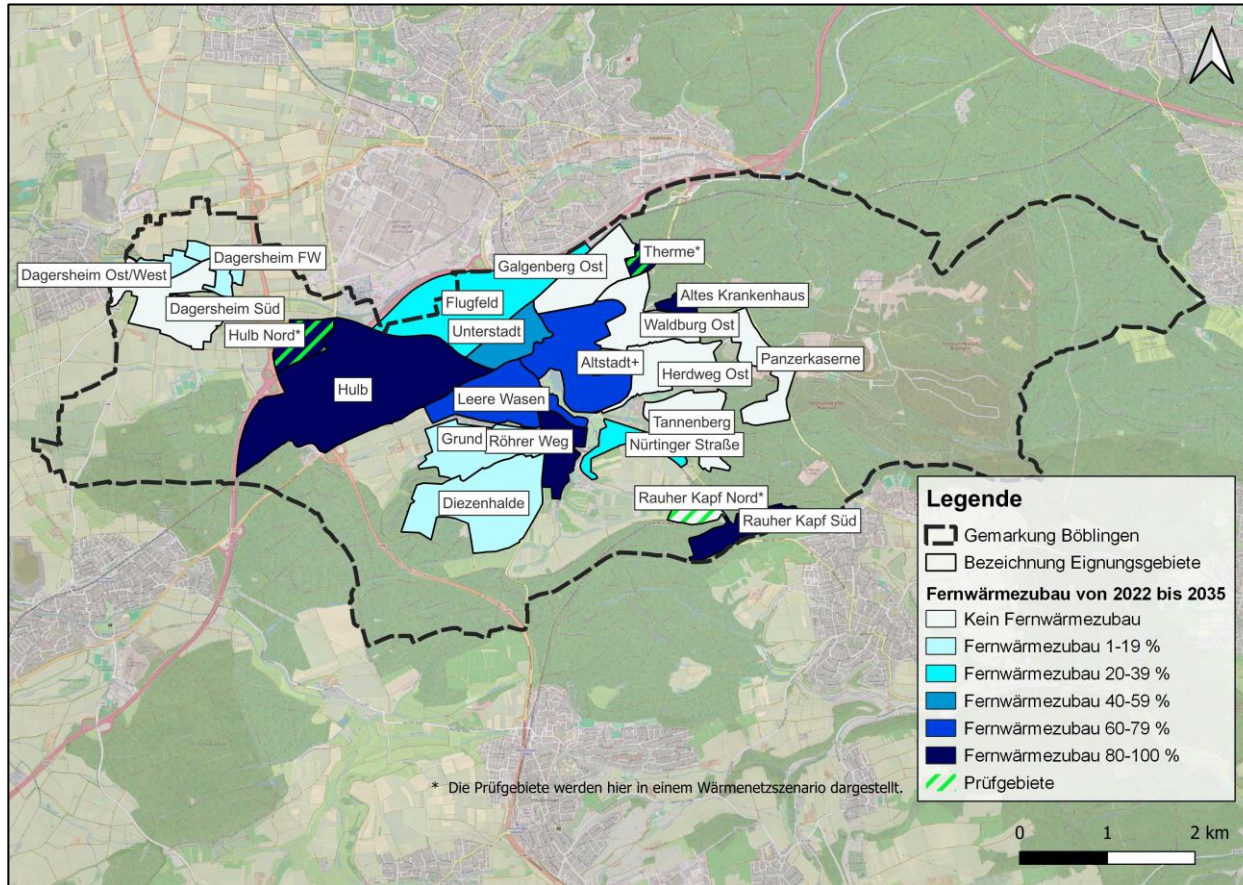 Dagersheim FW
Dagersheim Ost/West
Dagersheim Süd
Hulb Nord*
Galgenberg Ost
Therme*
Flugfeld
Altes Krankenhaus
Unterstadt
Waldburg Ost
Altstadt+
Panzerkaserne
Herdweg Ost
Hulb
Leere Wasen
Tannenberg
Grund
Röhrer Weg
Nürtinger Straße
Diezenhalde
Rauher Kapf Nord*
Rauher Kapf Süd
Legende
Gemarkung Böblingen
Bezeichnung Eignungsgebiete
Fernwärmezubau von 2022 bis 2035
Kein Fernwärmezubau
Fernwärmezubau 1-19 %
Fernwärmezubau 20-39 %
Fernwärmezubau 40-59 %
Fernwärmezubau 60-79 %
Fernwärmezubau 80-100 %
Prüfgebiete
* Die Prüfgebiete werden hier in einem Wärmenetzszenario dargestellt.
0 1 2 km